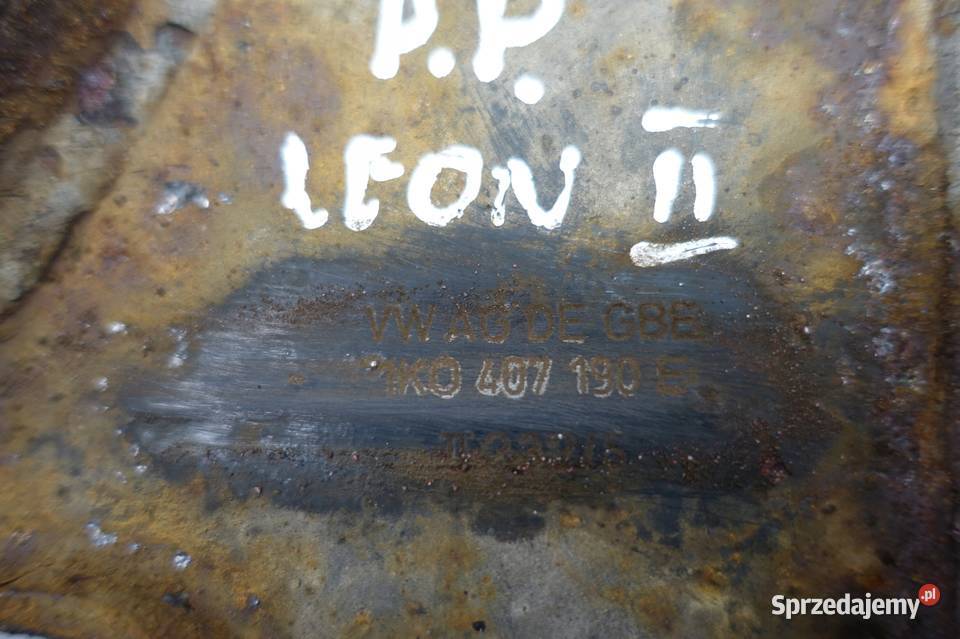 P.P.
LEON II
VW AG DE GBE
1K0 407 190 E
Sprzedajemy.pl